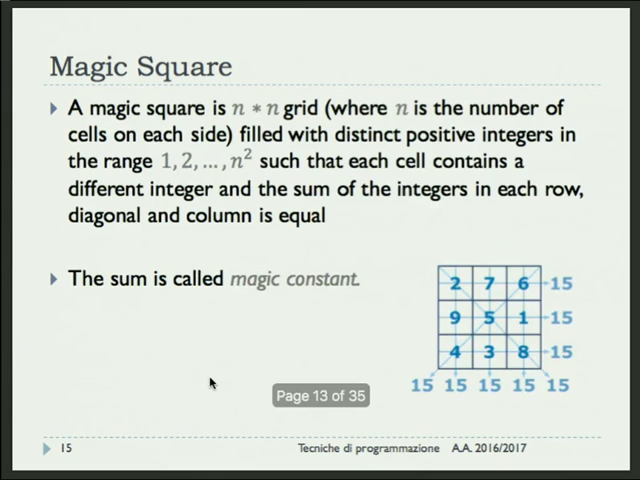 Magic Square
A magic square is n * n grid (where n is the number of
cells on each side) filled with distinct positive integers in
the range 1, 2, ... , n² such that each cell contains a
different integer and the sum of the integers in each row,
diagonal and column is equal
The sum is called magic constant.
2 7 6 15
9 5 1 15
4 3 8 15
15 15 15 15 15
Page 13 of 35
15 Tecniche di programmazione A.A. 2016/2017